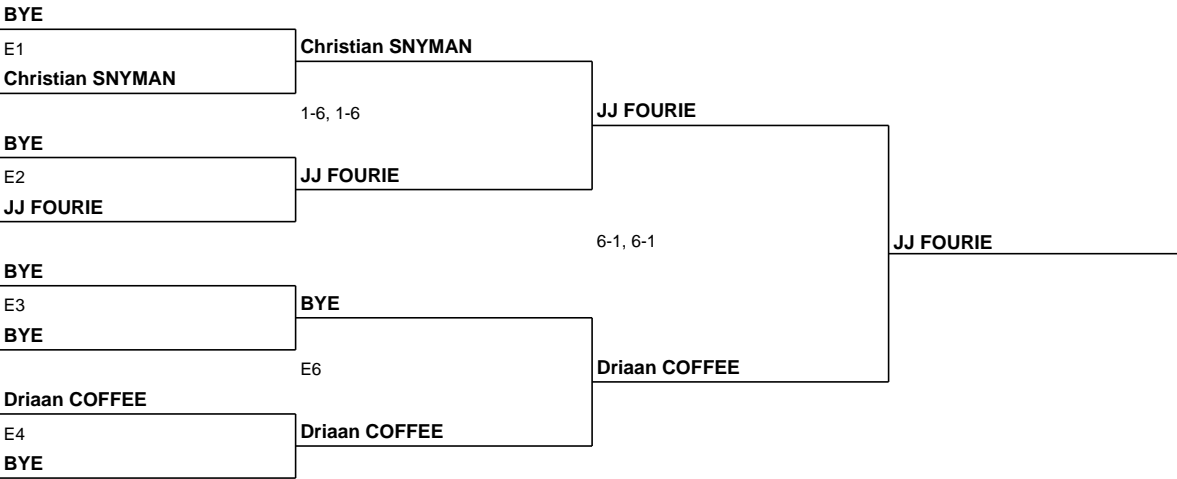 BYE
E1
Christian SNYMAN
Christian SNYMAN
1-6, 1-6
BYE
E2
JJ FOURIE
JJ FOURIE
JJ FOURIE
6-1, 6-1
JJ FOURIE
BYE
E3
BYE
BYE
E6
Driaan COFFEE
E4
BYE
Driaan COFFEE
Driaan COFFEE